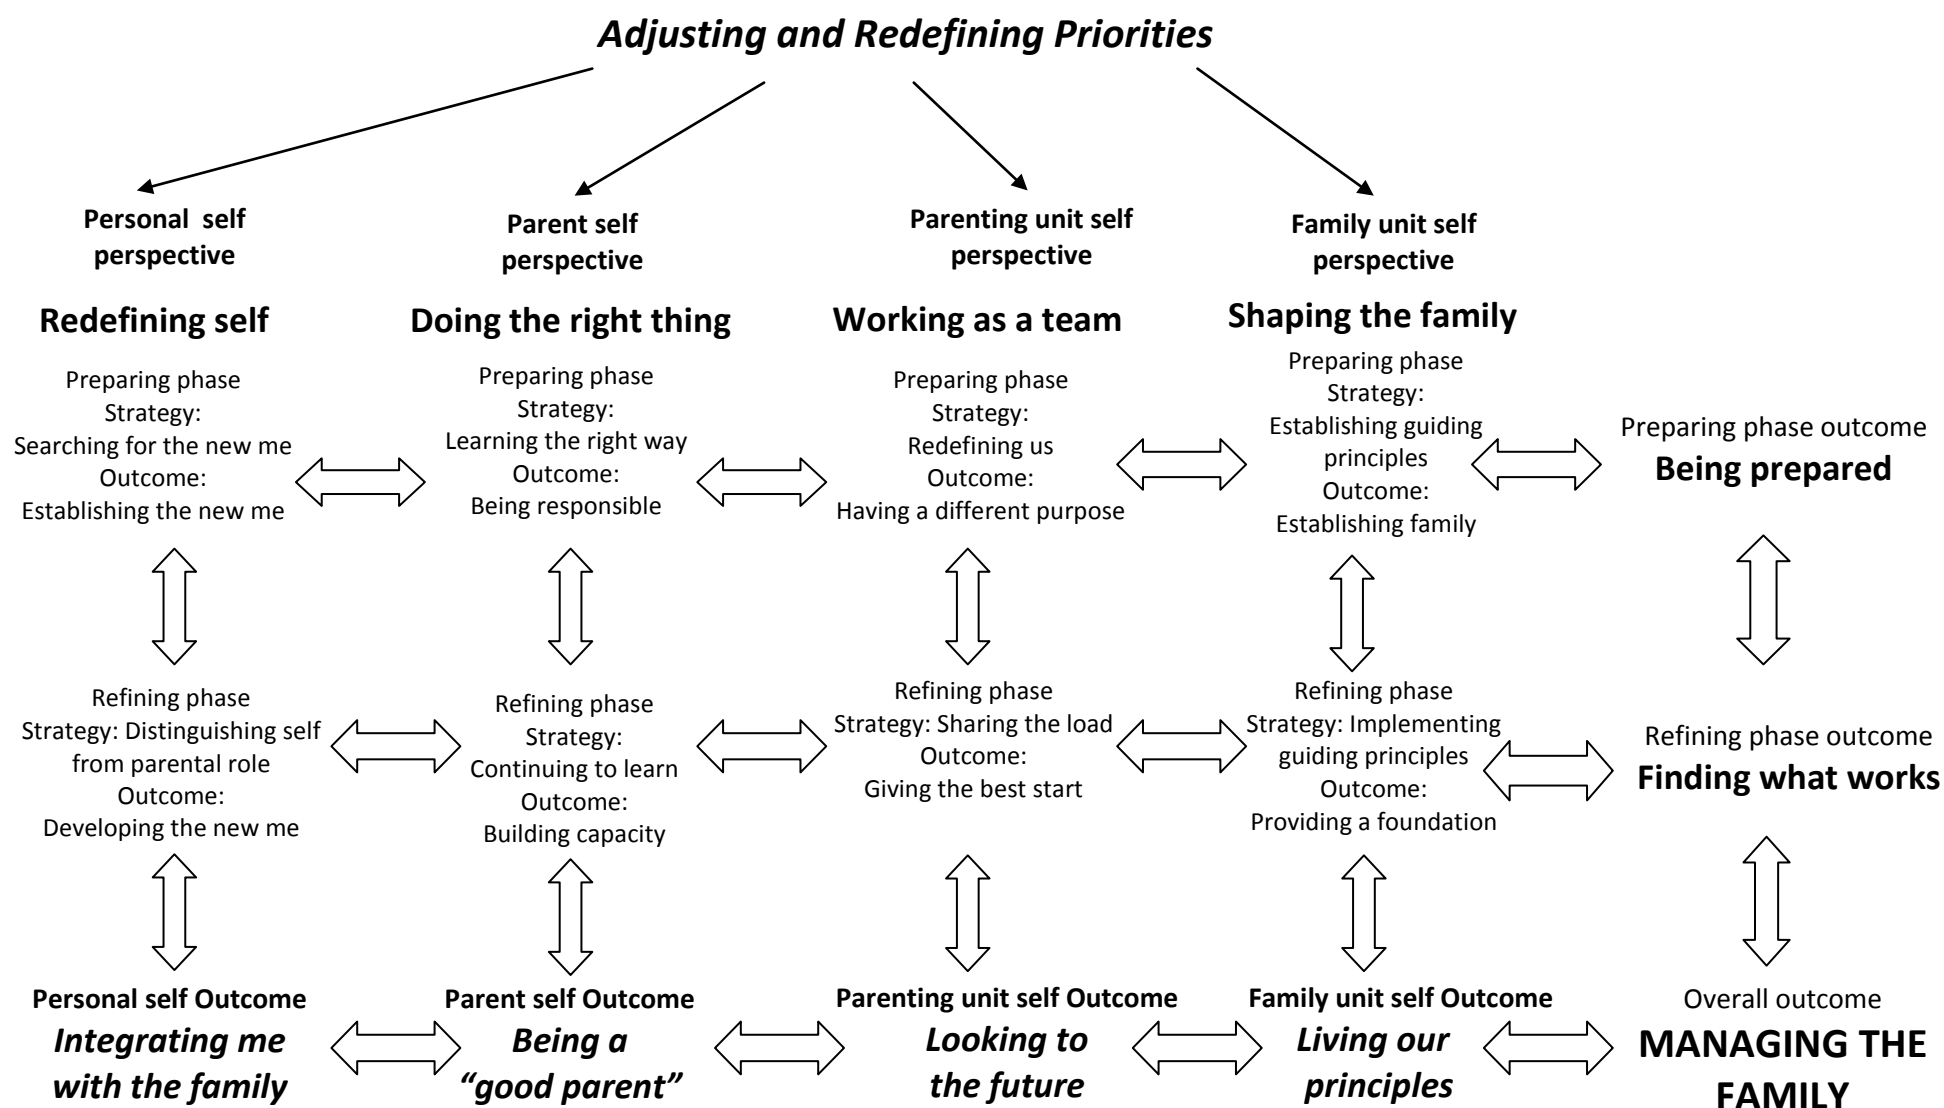 Adjusting and Redefining Priorities
Personal self
perspective
Parent self
perspective
Parenting unit self
perspective
Family unit self
perspective
Redefining self
Doing the right thing
Working as a team
Shaping the family
Preparing phase
Strategy:
Searching for the new me
Outcome:
Establishing the new me
Preparing phase
Strategy:
Learning the right way
Outcome:
Being responsible
Preparing phase
Strategy:
Redefining us
Outcome:
Having a different purpose
Preparing phase
Strategy:
Establishing guiding
principles
Outcome:
Establishing family
Preparing phase outcome
Being prepared
Refining phase
Strategy: Distinguishing self
from parental role
Outcome:
Developing the new me
Refining phase
Strategy:
Continuing to learn
Outcome:
Building capacity
Refining phase
Strategy: Sharing the load
Outcome:
Giving the best start
Refining phase
Strategy: Implementing
guiding principles
Outcome:
Providing a foundation
Refining phase outcome
Finding what works
Personal self Outcome
Integrating me
with the family
Parent self Outcome
Being a
“good parent”
Parenting unit self Outcome
Looking to
the future
Family unit self Outcome
Living our
principles
Overall outcome
MANAGING THE
FAMILY